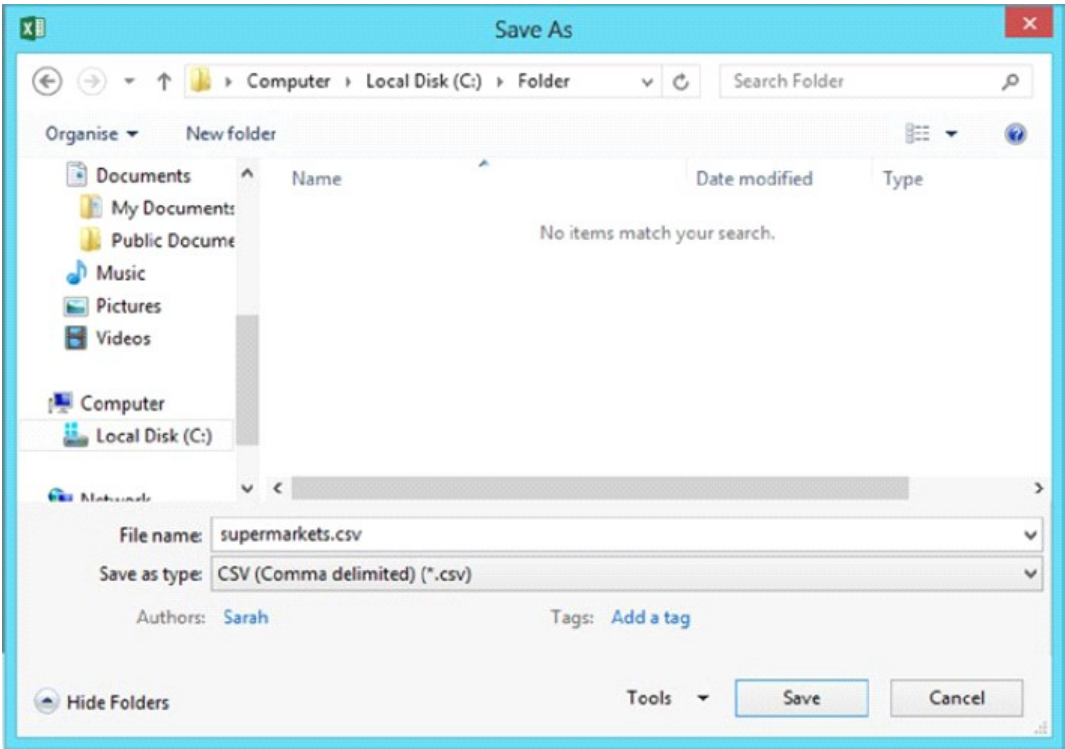 Save As
Computer Local Disk (C:) Folder Search Folder
Organise New folder
Documents Name Date modified Type
My Documents
No items match your search.
Public Docume
Music
Pictures
Videos
Computer
Local Disk (C:)
Network
File name: supermarkets.csv
Save as type: CSV (Comma delimited) (*.csv)
Authors: Sarah Tags: Add a tag
Hide Folders Tools Save Cancel